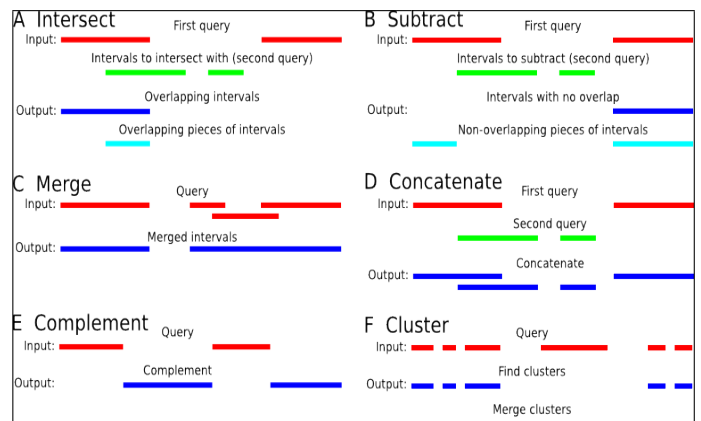 A Intersect
First query
Input:
Intervals to intersect with (second query)
Overlapping intervals
Output:
Overlapping pieces of intervals
B Subtract
First query
Input:
Intervals to subtract (second query)
Intervals with no overlap
Output:
Non-overlapping pieces of intervals
C Merge
Query
Input:
Merged intervals
Output:
D Concatenate
First query
Input:
Second query
Concatenate
Output:
E Complement
Query
Input:
Complement
Output:
F Cluster
Query
Input:
Find clusters
Output:
Merge clusters